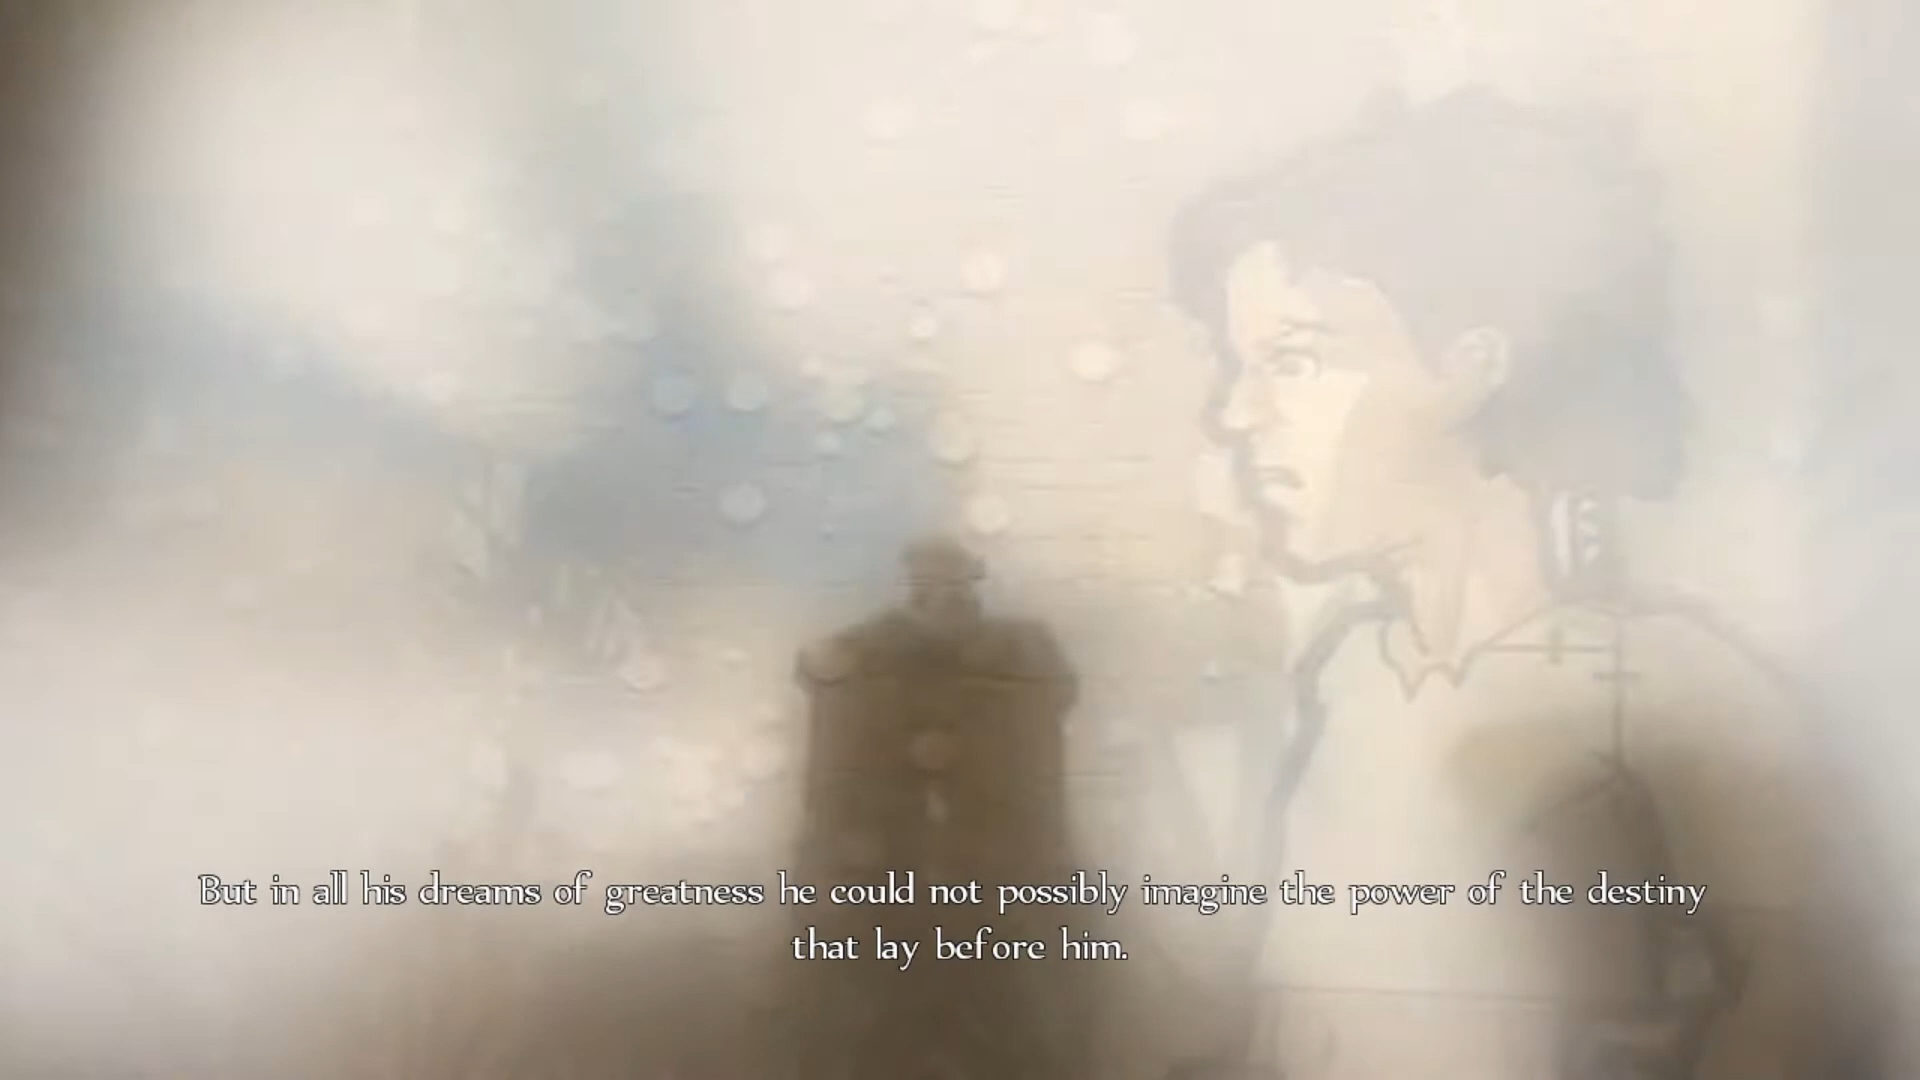 But in all his dreams of greatness he could not possibly imagine the power of the destiny
that lay before him.